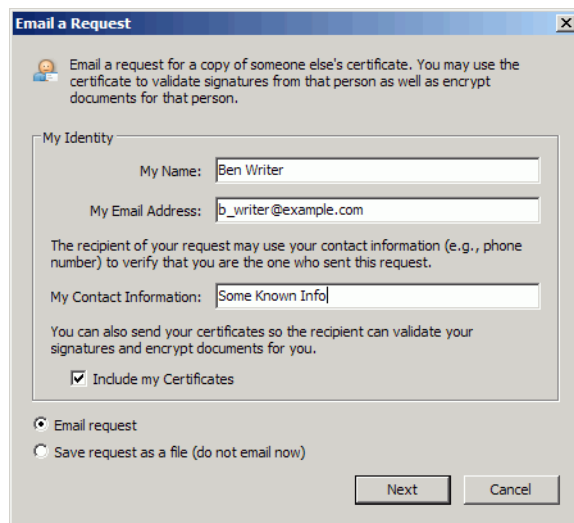 Email a Request
Email a request for a copy of someone else's certificate. You may use the
certificate to validate signatures from that person as well as encrypt
documents for that person.
My Identity
My Name: Ben Writer
My Email Address: b_writer@example.com
The recipient of your request may use your contact information (e.g., phone
number) to verify that you are the one who sent this request.
My Contact Information: Some Known Info
You can also send your certificates so the recipient can validate your
signatures and encrypt documents for you.
Include my Certificates
Email request
Save request as a file (do not email now)
Next Cancel